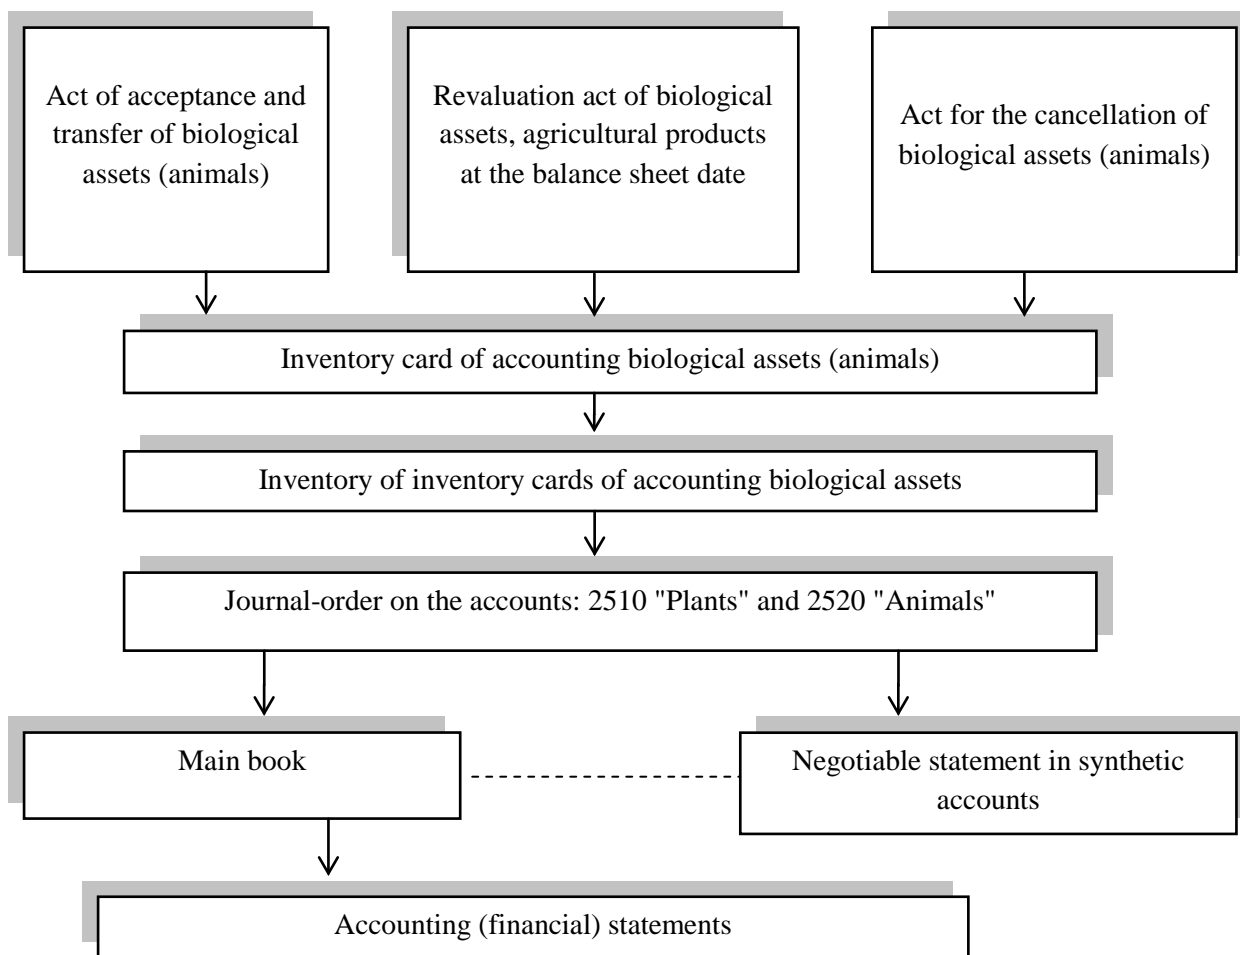 Act of acceptance and
transfer of biological
assets (animals)
Revaluation act of biological
assets, agricultural products
at the balance sheet date
Act for the cancellation of
biological assets (animals)
Inventory card of accounting biological assets (animals)
Inventory of inventory cards of accounting biological assets
Journal-order on the accounts: 2510 "Plants" and 2520 "Animals"
Main book
Negotiable statement in synthetic
accounts
Accounting (financial) statements